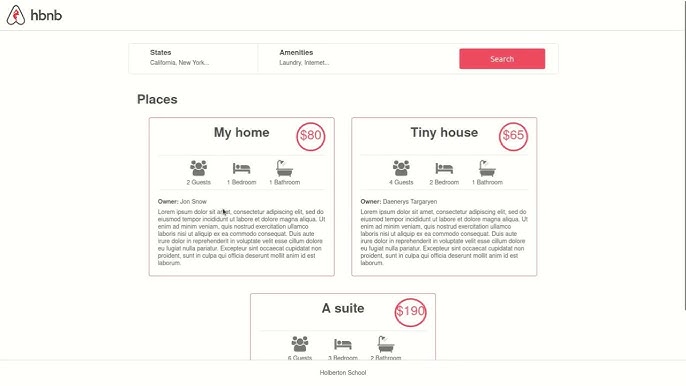 hbnb
States
California, New York...
Amenities
Laundry, Internet...
Search
Places
My home
$80
2 Guests
1 Bedroom
1 Bathroom
Owner: Jon Snow
Lorem ipsum dolor sit amet, consectetur adipiscing elit, sed do
eiusmod tempor incididunt ut labore et dolore magna aliqua. Ut
enim ad minim veniam, quis nostrud exercitation ullamco
laboris nisi ut aliquip ex ea commodo consequat. Duis aute
irure dolor in reprehenderit in voluptate velit esse cillum dolore
eu fugiat nulla pariatur. Excepteur sint occaecat cupidatat non
proident, sunt in culpa qui officia deserunt mollit anim id est
laborum.
Tiny house
$65
4 Guests
2 Bedroom
1 Bathroom
Owner: Daenerys Targaryen
Lorem ipsum dolor sit amet, consectetur adipiscing elit, sed do
eiusmod tempor incididunt ut labore et dolore magna aliqua. Ut
enim ad minim veniam, quis nostrud exercitation ullamco
laboris nisi ut aliquip ex ea commodo consequat. Duis aute
irure dolor in reprehenderit in voluptate velit esse cillum dolore
eu fugiat nulla pariatur. Excepteur sint occaecat cupidatat non
proident, sunt in culpa qui officia deserunt mollit anim id est
laborum.
A suite
$190
6 Guests
3 Bedroom
2 Bathroom
Holberton School